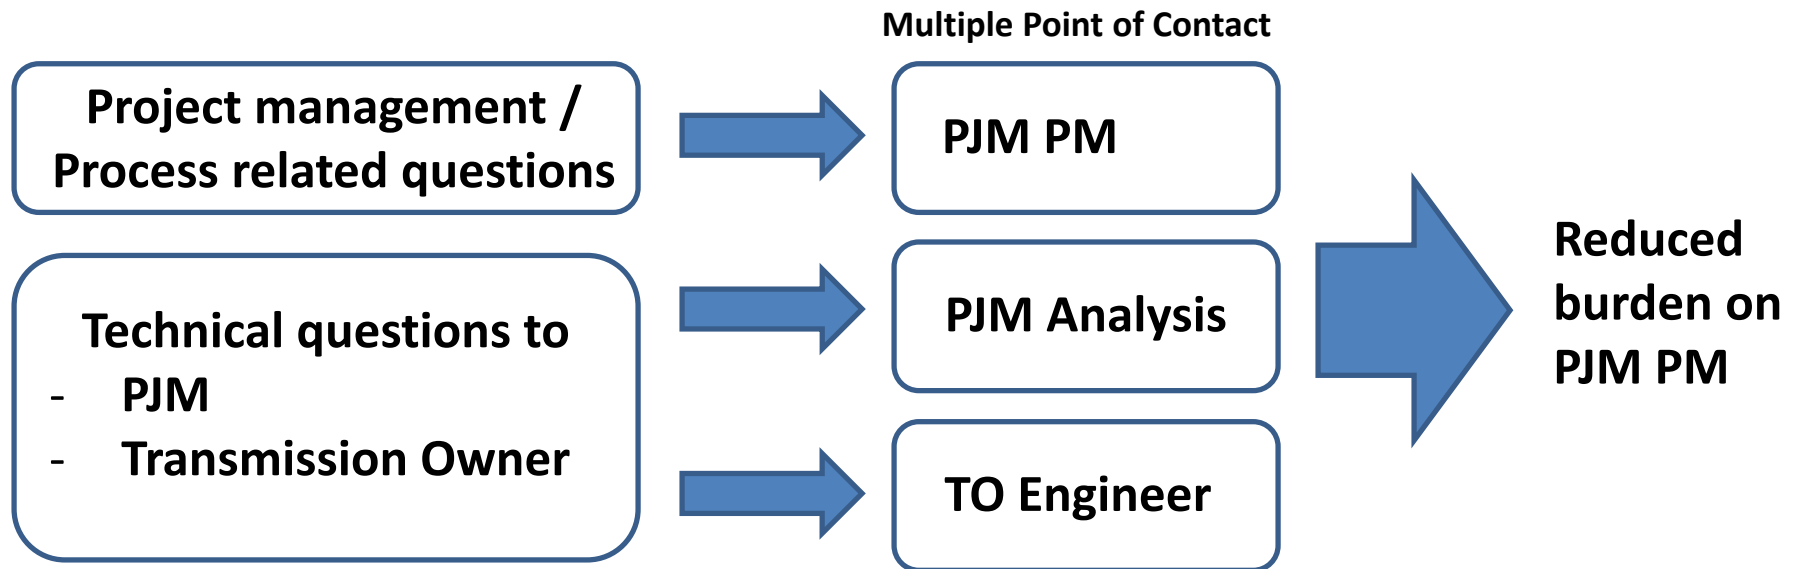 Multiple Point of Contact
Project management /
Process related questions
PJM PM
Technical questions to
- PJM
- Transmission Owner
PJM Analysis
TO Engineer
Reduced
burden on
PJM PM